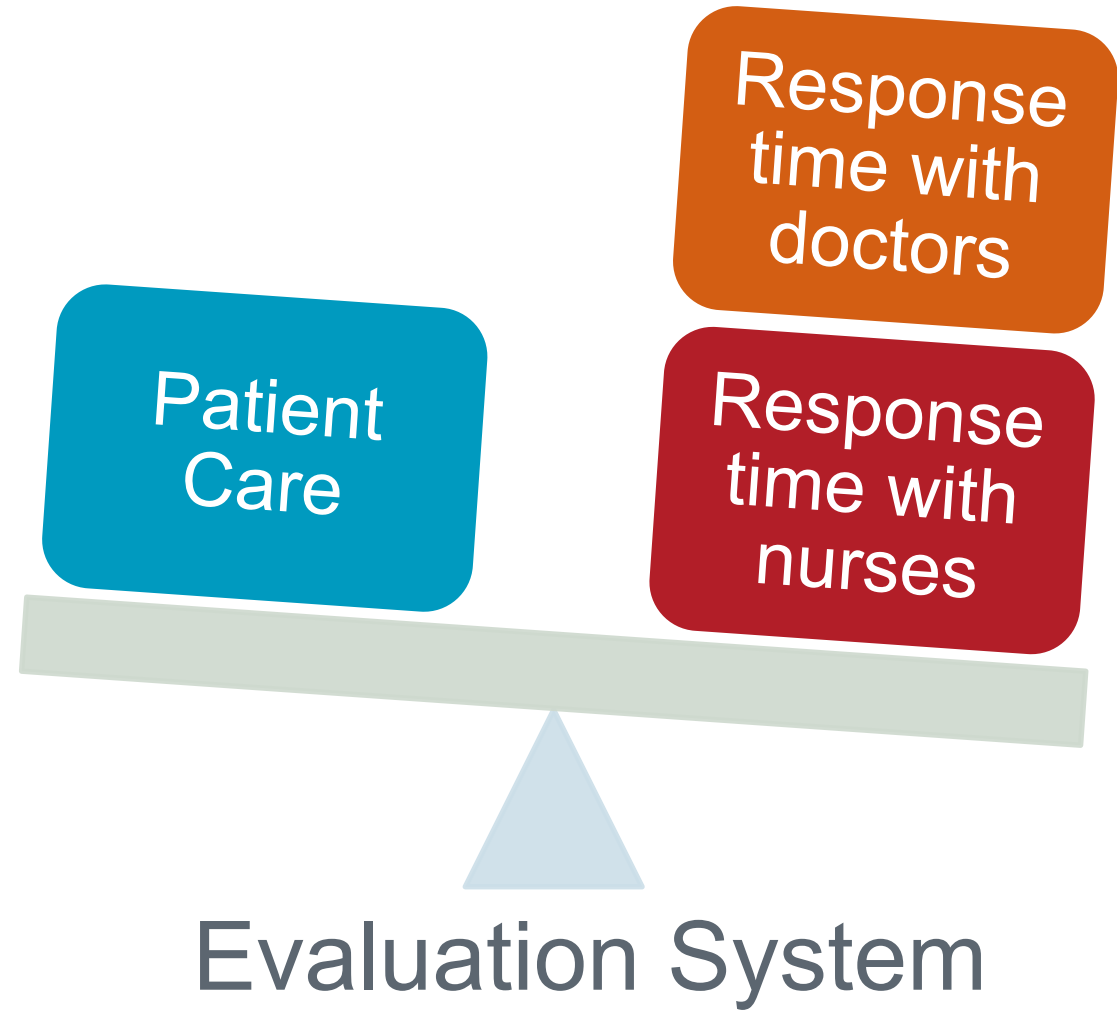 Patient
Care
Response
time with
doctors
Response
time with
nurses
Evaluation System